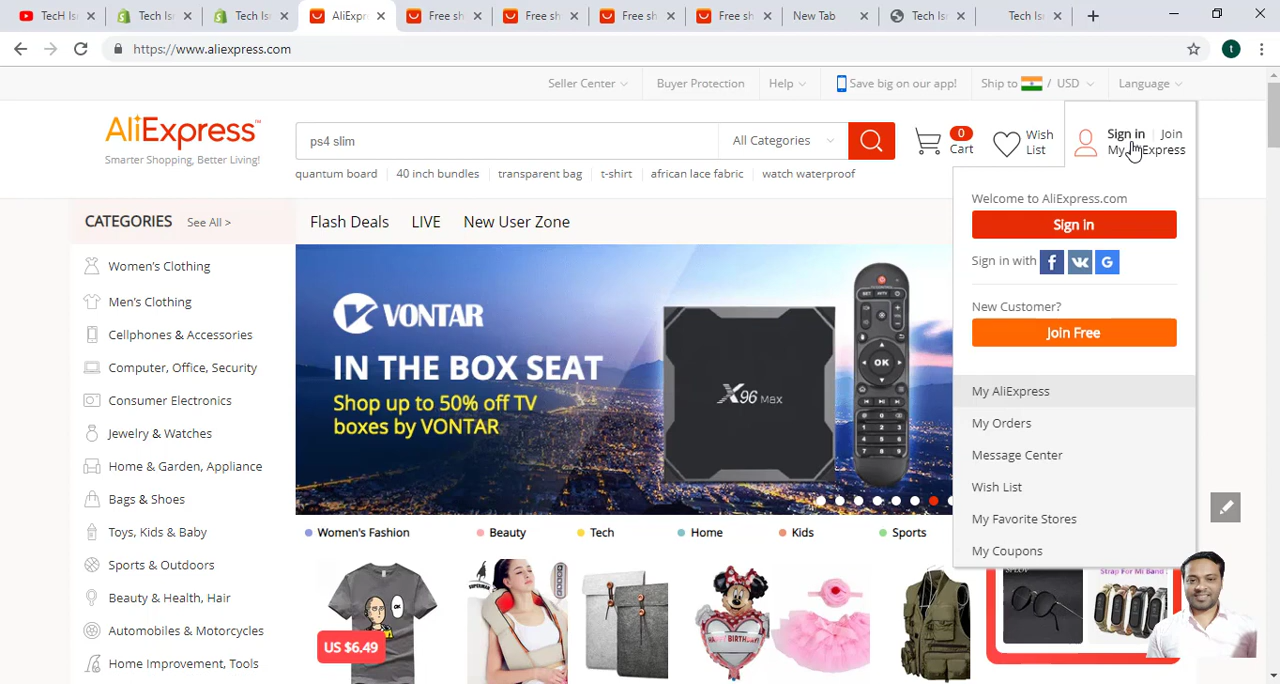 Tech Is
Tech Is
Tech Is
AliExpr
Free sh
Free sh
Free sh
Free sh
New Tab
Tech Is
Tech Is
https://www.aliexpress.com
t
Seller Center
Buyer Protection
Help
Save big on our app!
Ship to / USD
Language
AliExpress
Smarter Shopping, Better Living!
ps4 slim
All Categories
0
Cart
Wish
List
Sign in
Join
quantum board
40 inch bundles
transparent bag
t-shirt
african lace fabric
watch waterproof
CATEGORIES
See All >
Flash Deals
LIVE
New User Zone
Women's Clothing
Men's Clothing
Cellphones & Accessories
Computer, Office, Security
Consumer Electronics
Jewelry & Watches
Home & Garden, Appliance
Bags & Shoes
Toys, Kids & Baby
Sports & Outdoors
Beauty & Health, Hair
Automobiles & Motorcycles
Home Improvement, Tools
VONTAR
IN THE BOX SEAT
Shop up to 50% off TV
boxes by VONTAR
X96 Max
OK
Welcome to AliExpress.com
Sign in
Sign in with
New Customer?
Join Free
My AliExpress
My Orders
Message Center
Wish List
My Favorite Stores
My Coupons
Women's Fashion
Beauty
Tech
Home
Kids
Sports
OK
US $6.49
BIRTHDAY
Strap For Mi Band